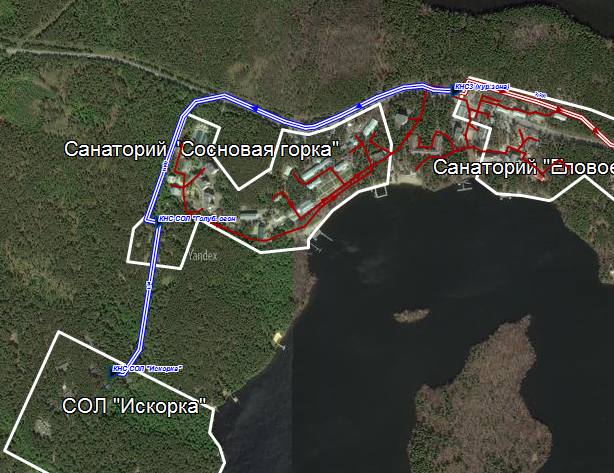 КНС3 (кур.зона)
Санаторий "Сосновая горка"
Санаторий "Еловое
КНС СОЛ "Голуб. огон
Yandex
КНС СОЛ "Искорка"
СОЛ "Искорка"